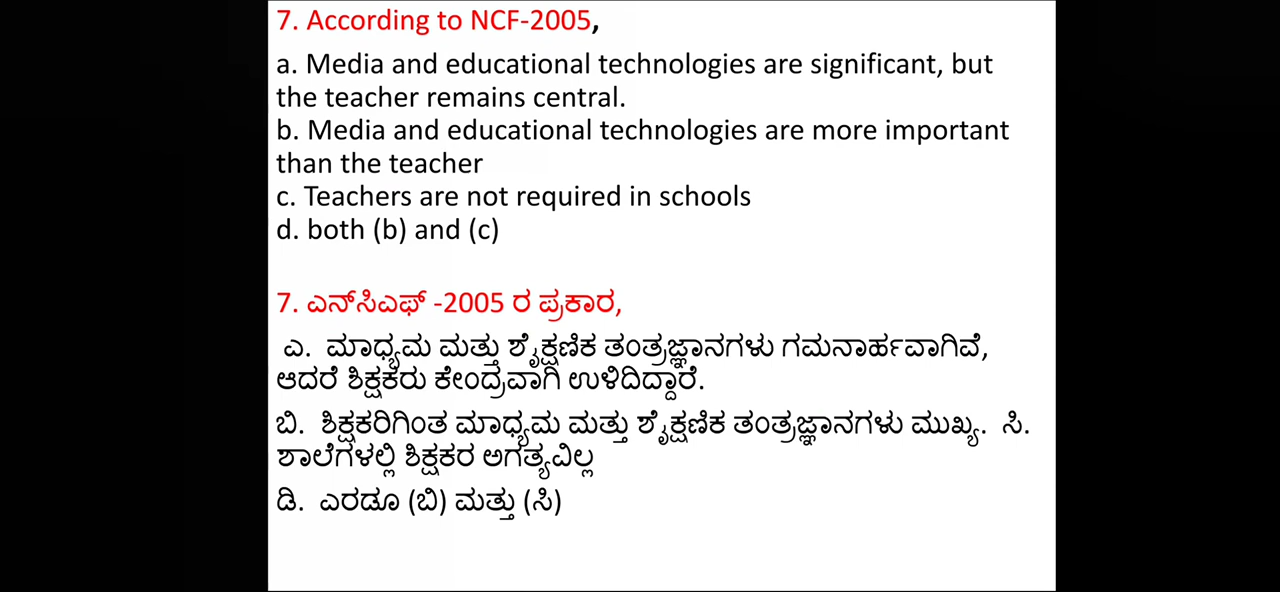 7. According to NCF-2005,
a. Media and educational technologies are significant, but
the teacher remains central.
b. Media and educational technologies are more important
than the teacher
c. Teachers are not required in schools
d. both (b) and (c)
7. ಎನ್‌ಸಿಎಫ್ -2005 ರ ಪ್ರಕಾರ,
ಎ. ಮಾಧ್ಯಮ ಮತ್ತು ಶೈಕ್ಷಣಿಕ ತಂತ್ರಜ್ಞಾನಗಳು ಗಮನಾರ್ಹವಾಗಿವೆ,
ಆದರೆ ಶಿಕ್ಷಕರು ಕೇಂದ್ರವಾಗಿ ಉಳಿದಿದ್ದಾರೆ.
ಬಿ. ಶಿಕ್ಷಕರಿಗಿಂತ ಮಾಧ್ಯಮ ಮತ್ತು ಶೈಕ್ಷಣಿಕ ತಂತ್ರಜ್ಞಾನಗಳು ಮುಖ್ಯ. ಸಿ.
ಶಾಲೆಗಳಲ್ಲಿ ಶಿಕ್ಷಕರ ಅಗತ್ಯವಿಲ್ಲ
ಡಿ. ಎರಡೂ (ಬಿ) ಮತ್ತು (ಸಿ)